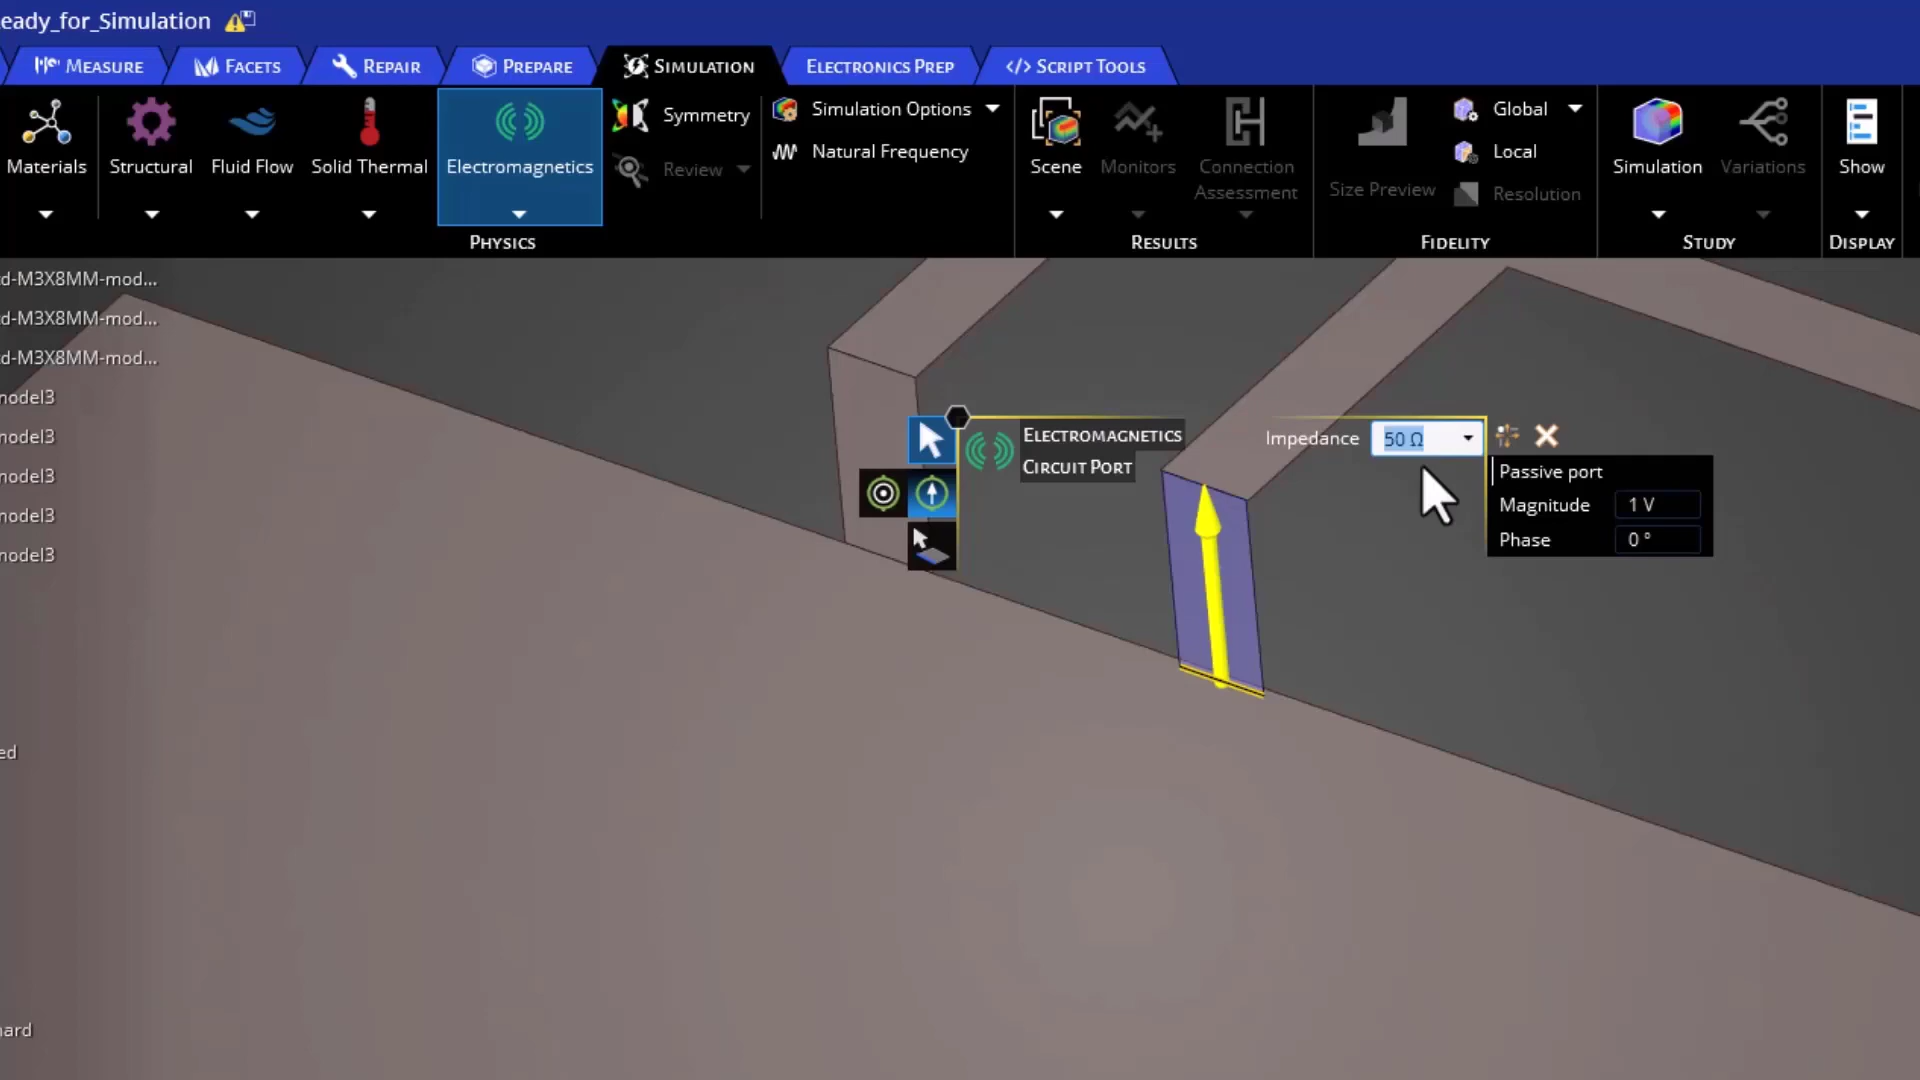 eady_for_Simulation
MEASURE
FACETS
REPAIR
PREPARE
SIMULATION
ELECTRONICS PREP
</> SCRIPT TOOLS
Materials
Structural
Fluid Flow
Solid Thermal
Electromagnetics
Symmetry
Review
Simulation Options
Natural Frequency
Scene
Monitors
Connection
Assessment
Size Preview
Global
Local
Resolution
Simulation
Variations
Show
PHYSICS
RESULTS
FIDELITY
STUDY
DISPLAY
d-M3X8MM-mod...
d-M3X8MM-mod...
d-M3X8MM-mod...
nodel3
nodel3
nodel3
nodel3
nodel3
ed
ard
ELECTROMAGNETICS
CIRCUIT PORT
Impedance
50 Ω
Passive port
Magnitude 1 V
Phase 0 °